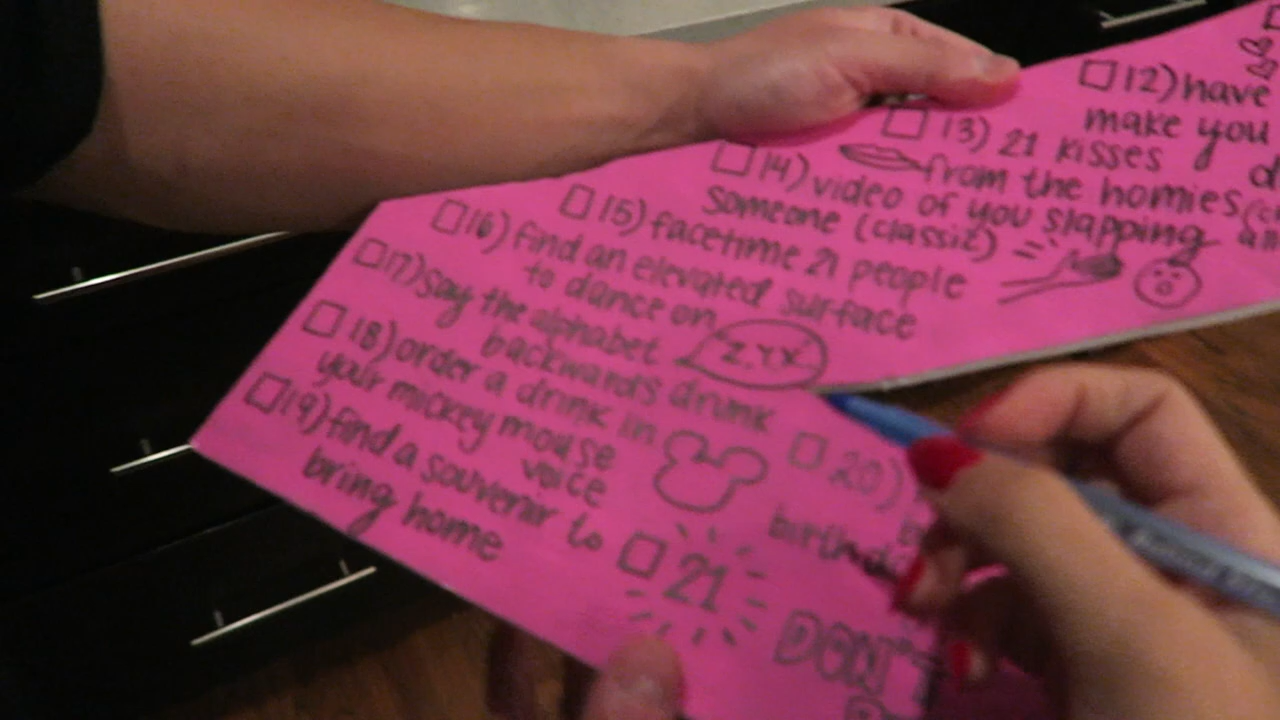 12) have
make you
13) 21 kisses
from the homies
14) video of you slapping
someone (classic)
15) facetime 21 people
16) find an elevated surface
to dance on
17) say the alphabet
backwards drunk
Z, Y, X
18) order a drink in
your mickey mouse
voice
19) find a souvenir to
bring home
20)
21
DON'T